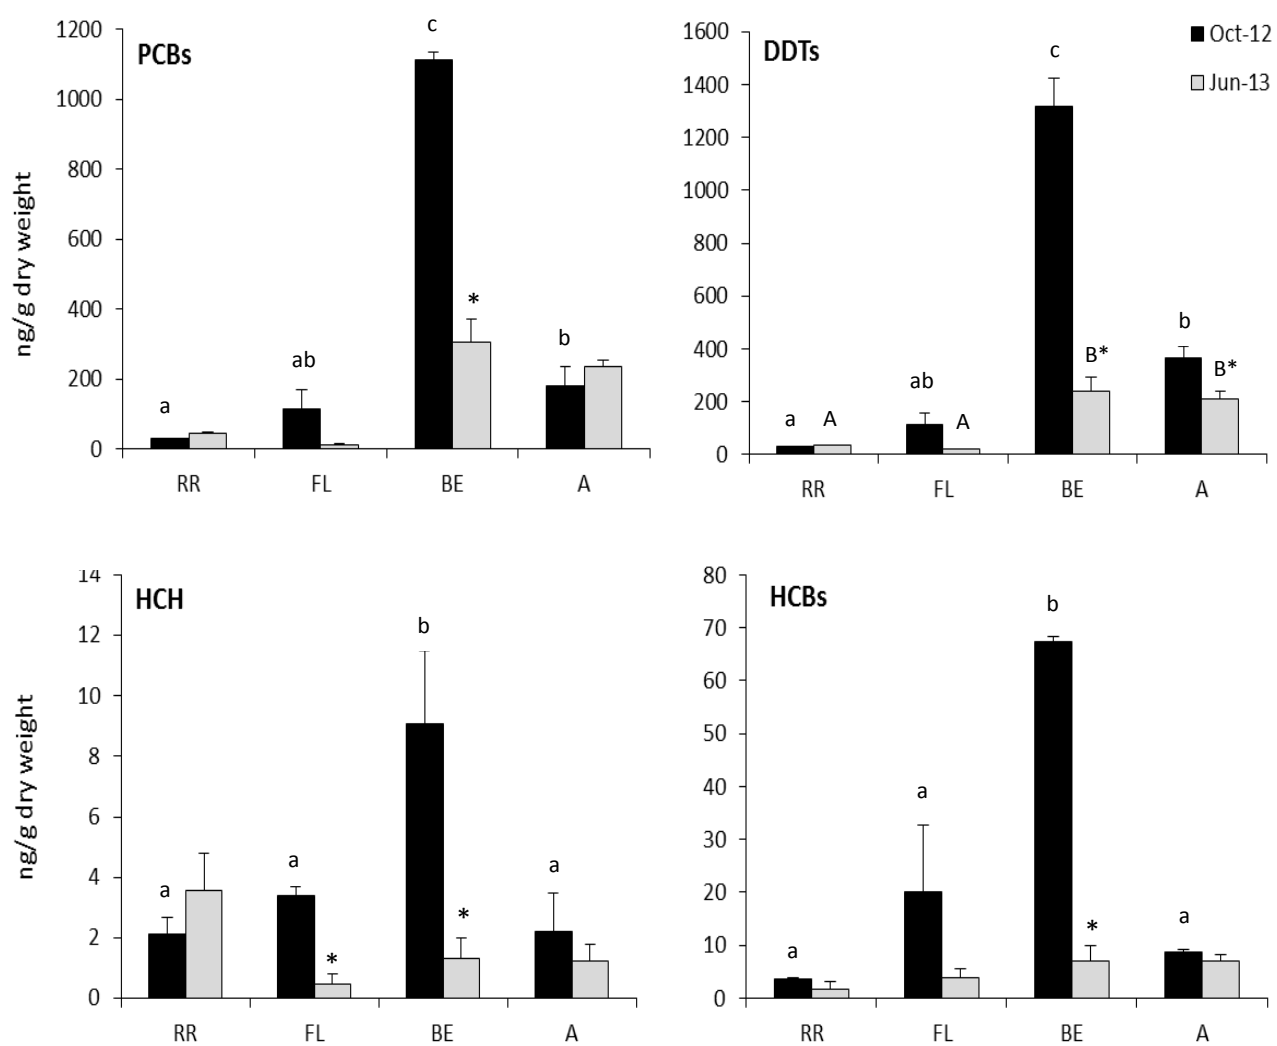 PCBs
1200
1000
800
600
400
200
0
ng/g dry weight
a
ab
c
*
b
RR FL BE A
DDTs
Oct-12
Jun-13
1600
1400
1200
1000
800
600
400
200
0
a A
ab A
c
B*
b
B*
RR FL BE A
HCH
14
12
10
8
6
4
2
0
ng/g dry weight
a
a
*
b
*
a
RR FL BE A
HCBs
80
70
60
50
40
30
20
10
0
a
a
b
*
a
RR FL BE A